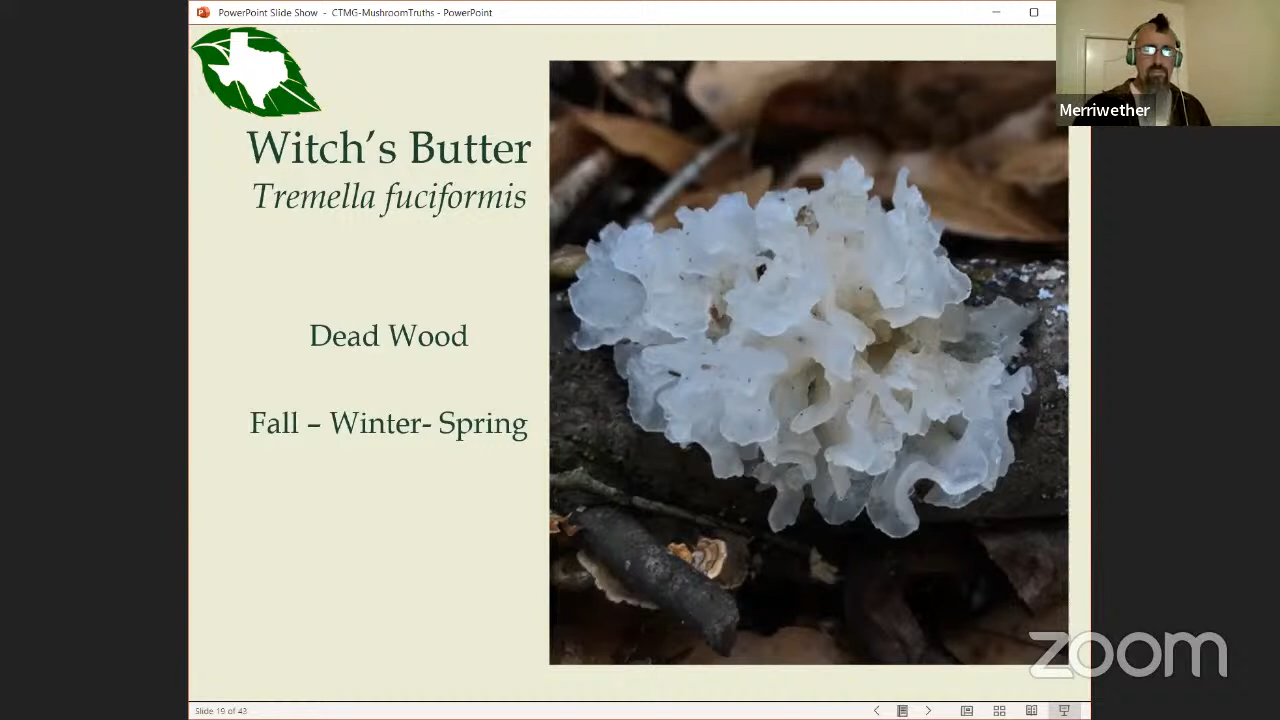 PowerPoint Slide Show - CTMG-MushroomTruths - PowerPoint
Merriwether
Witch's Butter
Tremella fuciformis
Dead Wood
Fall – Winter- Spring
zoom
Slide 19 of 43